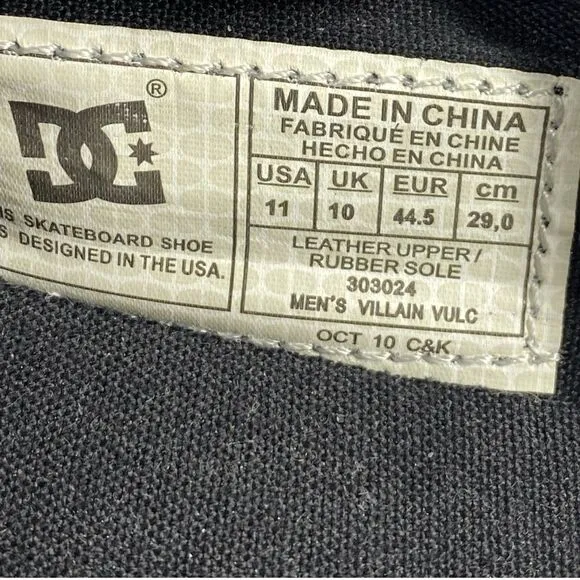 DC ®
IS SKATEBOARD SHOE
S DESIGNED IN THE USA.
MADE IN CHINA
FABRIQUÉ EN CHINE
HECHO EN CHINA
USA UK EUR cm
11 10 44.5 29,0
LEATHER UPPER /
RUBBER SOLE
303024
MEN'S VILLAIN VULC
OCT 10 C&K